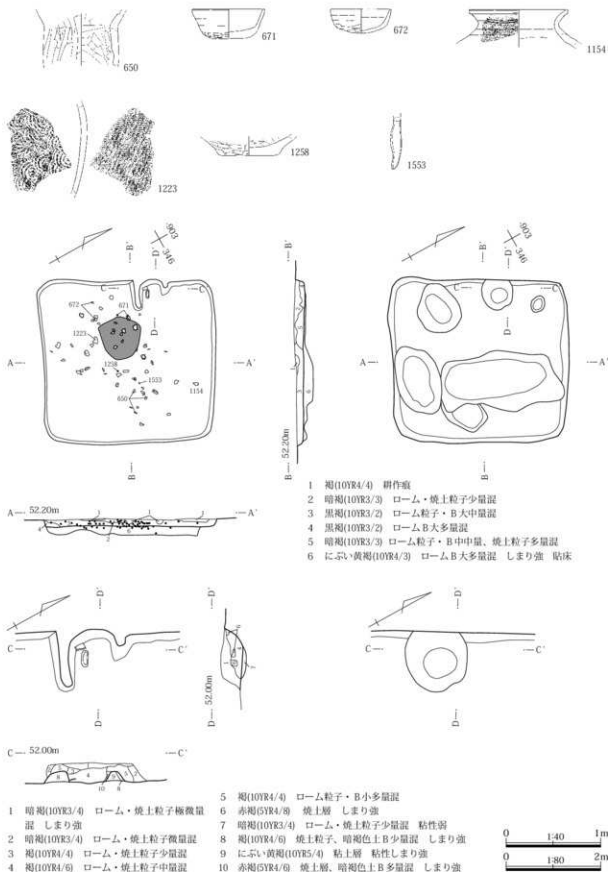 650
671
672
1154
1223
1258
1553
903
346
B'
D'
C
C'
D
672
671
1223
1258
1553
650
1154
A
A'
B
B'
B
52.20m
903
346
B'
D'
C
C'
D
A
A'
B
1 褐(10YR4/4) 耕作痕
2 暗褐(10YR3/3) ローム・焼土粒子少量混
3 黒褐(10YR3/2) ローム粒子・B大中量混
4 黒褐(10YR3/2) ロームB大多量混
5 暗褐(10YR3/3) ローム粒子・B中中量、焼土粒子多量混
6 にぶい黄褐(10YR4/3) ロームB大多量混 しまり強 貼床
A 52.20m A'
D'
C
C'
D
D'
D
52.00m
D'
C
C'
D
C 52.00m C'
1 暗褐(10YR3/4) ローム・焼土粒子極微量
混 しまり強
2 暗褐(10YR3/4) ローム・焼土粒子微量混
3 褐(10YR4/4) ローム・焼土粒子少量混
4 褐(10YR4/6) ローム・焼土粒子中量混
5 褐(10YR4/4) ローム粒子・B小多量混
6 赤褐(5YR4/8) 焼土層 しまり強
7 暗褐(10YR3/4) ローム・焼土粒子少量混 粘性弱
8 褐(10YR4/6) 焼土粒子、暗褐色土B少量混 しまり強
9 にぶい黄褐(10YR5/4) 粘土層 粘性しまり強
10 赤褐(5YR4/6) 焼土層、暗褐色土B多量混 しまり強
0 1:40 1m
0 1:80 2m